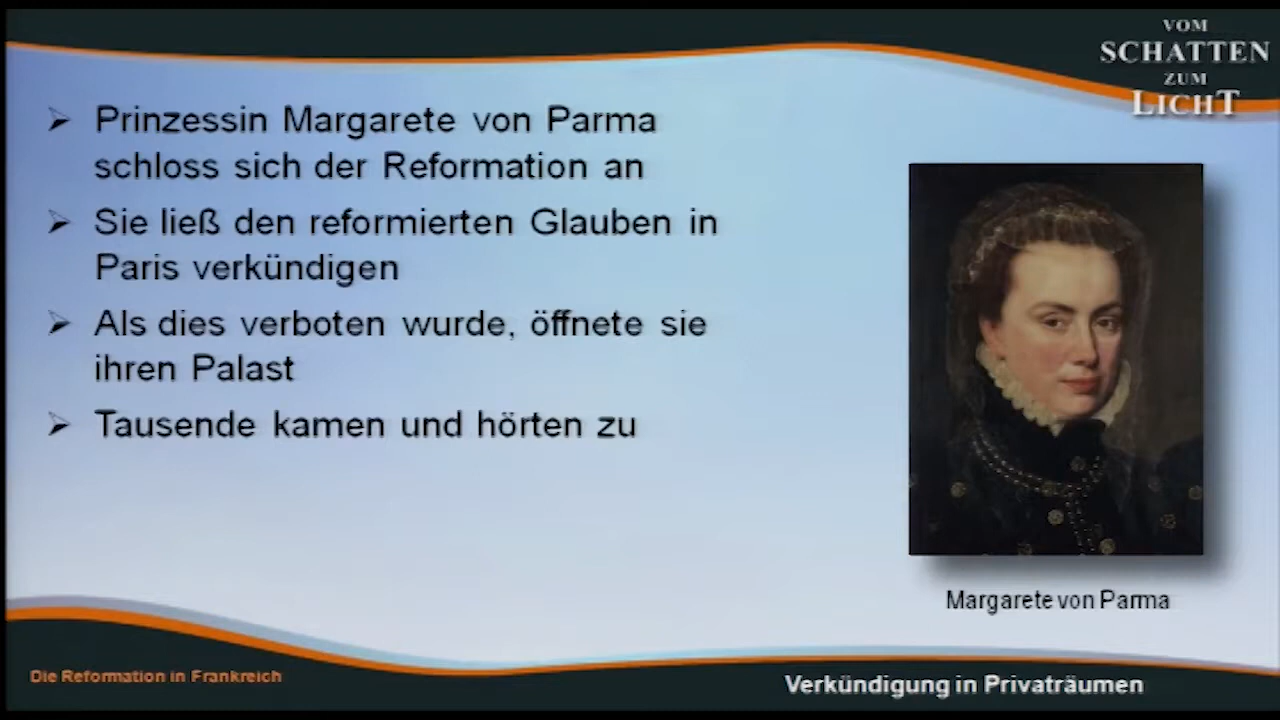 VOM
SCHATTEN
ZUM
LICHT
Prinzessin Margarete von Parma
schloss sich der Reformation an
Sie ließ den reformierten Glauben in
Paris verkündigen
Als dies verboten wurde, öffnete sie
ihren Palast
Tausende kamen und hörten zu
Margarete von Parma
Die Reformation in Frankreich
Verkündigung in Privaträumen